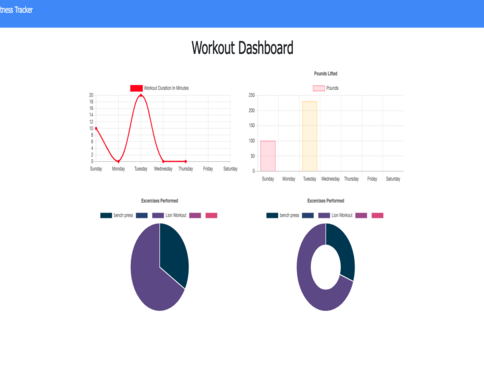 tness Tracker
Workout Dashboard
Workout Duration In Minutes
20
18
16
14
12
10
8
6
4
2
0
Sunday Monday Tuesday Wednesday Thursday Friday Saturday
Pounds Lifted
Pounds
250
200
150
100
50
0
Sunday Monday Tuesday Wednesday Thursday Friday Saturday
Excercises Performed
bench press Lion Workout
Excercises Performed
bench press Lion Workout